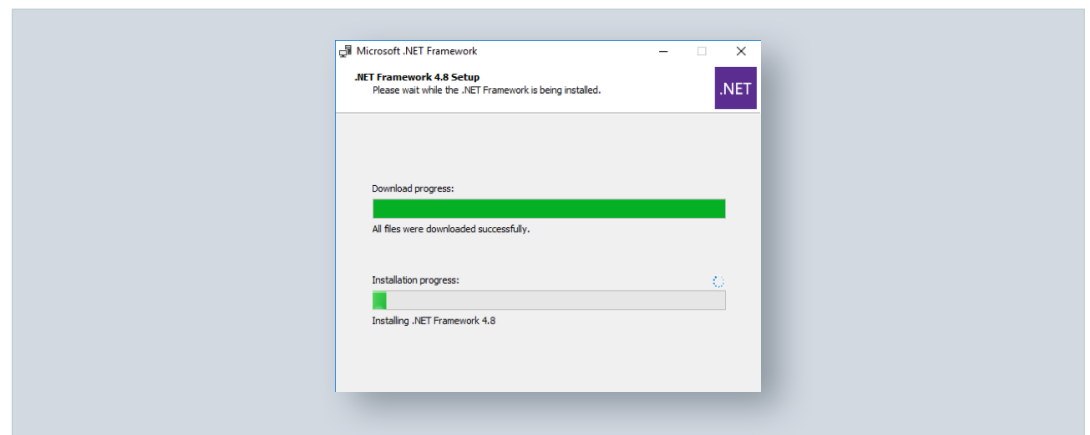 Microsoft .NET Framework
.NET Framework 4.8 Setup
Please wait while the .NET Framework is being installed.
.NET
Download progress:
All files were downloaded successfully.
Installation progress:
Installing .NET Framework 4.8